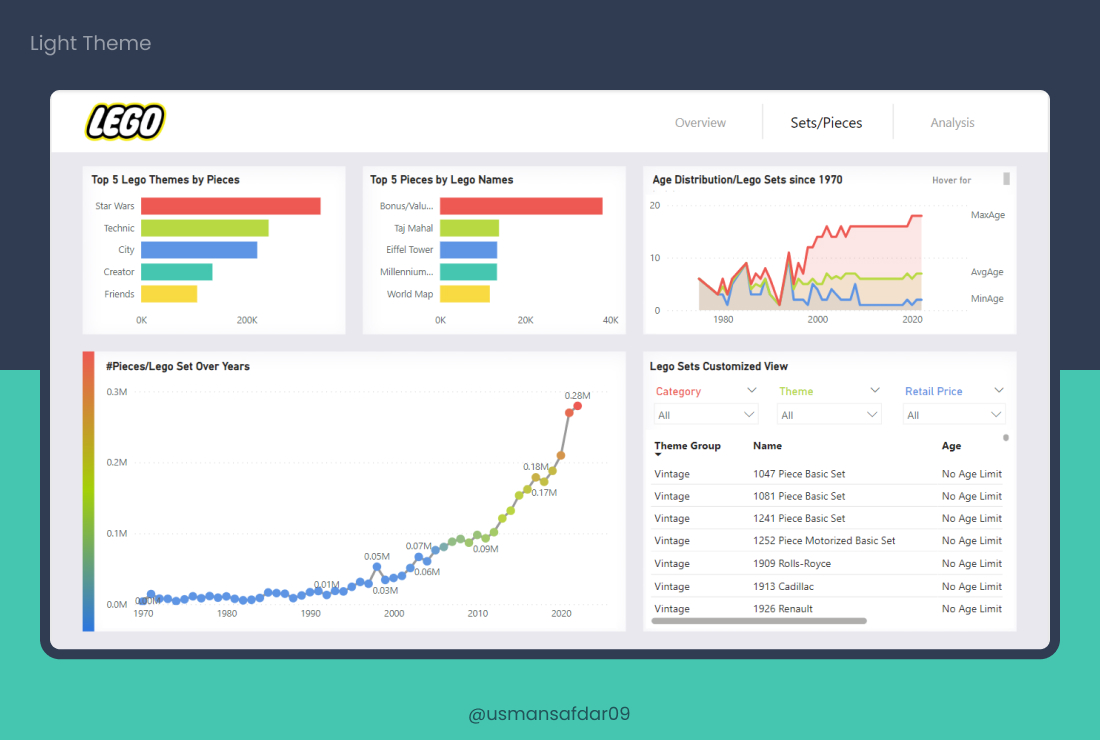 Light Theme
LEGO
Overview
Sets/Pieces
Analysis
Top 5 Lego Themes by Pieces
Star Wars
Technic
City
Creator
Friends
0K 200K
Top 5 Pieces by Lego Names
Bonus/Valu...
Taj Mahal
Eiffel Tower
Millennium...
World Map
0K 20K 40K
Age Distribution/Lego Sets since 1970
Hover for
20
10
0
1980 2000 2020
MaxAge
AvgAge
MinAge
#Pieces/Lego Set Over Years
0.3M
0.2M
0.1M
0.0M
0.0M
0.01M
0.05M
0.03M
0.07M
0.06M
0.09M
0.18M
0.17M
0.28M
1970 1980 1990 2000 2010 2020
Lego Sets Customized View
Category Theme Retail Price
All All All
Theme Group Name Age
Vintage 1047 Piece Basic Set No Age Limit
Vintage 1081 Piece Basic Set No Age Limit
Vintage 1241 Piece Basic Set No Age Limit
Vintage 1252 Piece Motorized Basic Set No Age Limit
Vintage 1909 Rolls-Royce No Age Limit
Vintage 1913 Cadillac No Age Limit
Vintage 1926 Renault No Age Limit
@usmansafdar09